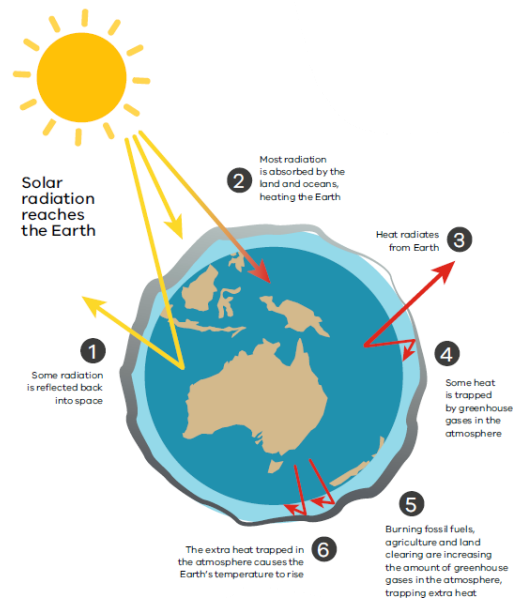 Solar
radiation
reaches
the Earth
1
Some radiation
is reflected back
into space
2
Most radiation
is absorbed by the
land and oceans,
heating the Earth
3
Heat radiates
from Earth
4
Some heat
is trapped
by greenhouse
gases in the
atmosphere
5
Burning fossil fuels,
agriculture and land
clearing are increasing
the amount of greenhouse
gases in the atmosphere,
trapping extra heat
6
The extra heat trapped in
the atmosphere causes the
Earth's temperature to rise